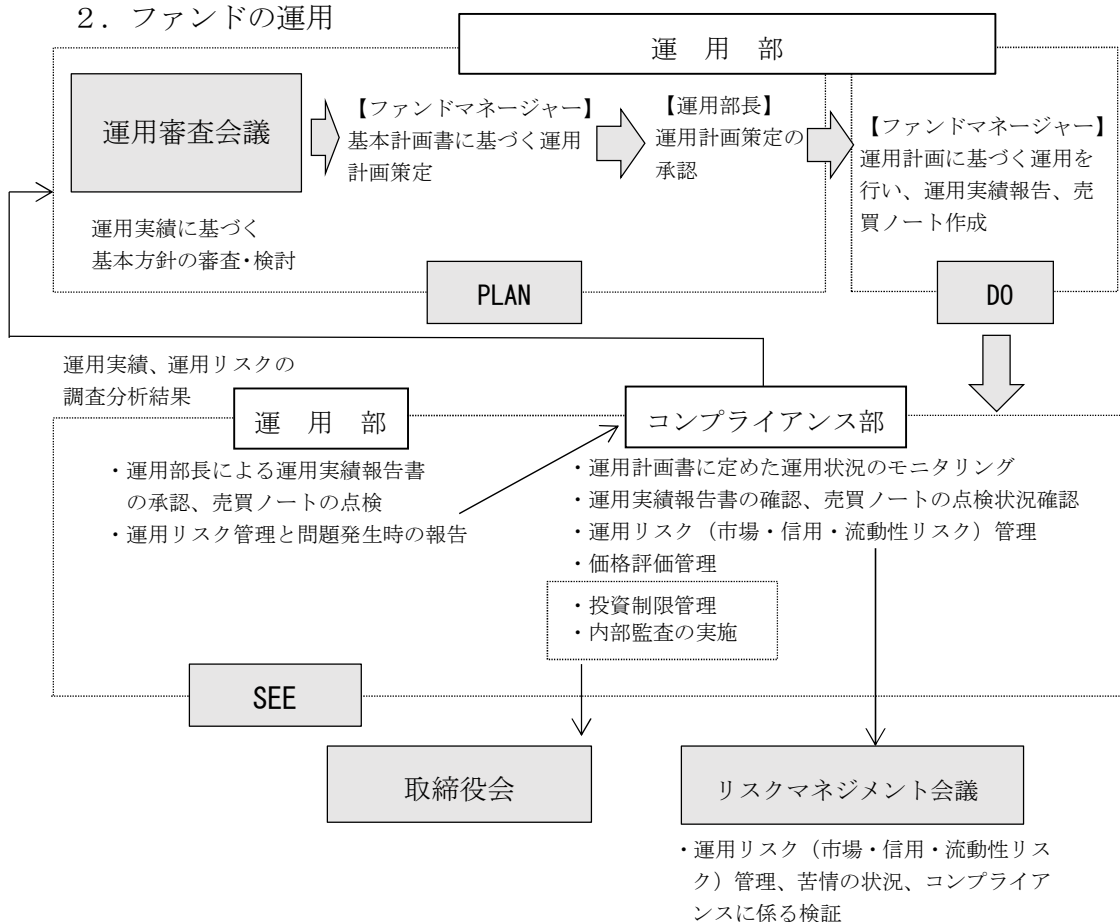 ２．ファンドの運用
運　用　部
運用審査会議
【ファンドマネージャー】
基本計画書に基づく運用
計画策定
【運用部長】
運用計画策定の
承認
【ファンドマネージャー】
運用計画に基づく運用を
行い、運用実績報告、売
買ノート作成
運用実績に基づく
基本方針の審査・検討
PLAN
DO
運用実績、運用リスクの
調査分析結果
運　用　部
コンプライアンス部
・運用部長による運用実績報告書
の承認、売買ノートの点検
・運用リスク管理と問題発生時の報告
・運用計画書に定めた運用状況のモニタリング
・運用実績報告書の確認、売買ノートの点検状況確認
・運用リスク（市場・信用・流動性リスク）管理
・価格評価管理
・投資制限管理
・内部監査の実施
SEE
取締役会
リスクマネジメント会議
・運用リスク（市場・信用・流動性リス
ク）管理、苦情の状況、コンプライア
ンスに係る検証